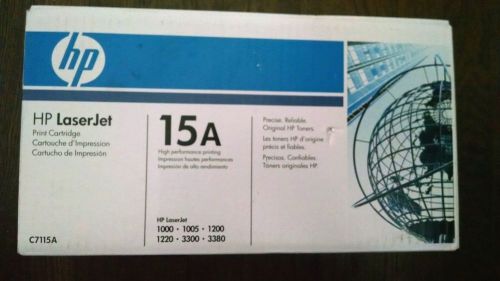 hp
HP LaserJet
Print Cartridge
Cartouche d'Impression
Cartucho de Impresión
C7115A
15A
High performance printing
Impression hautes performances
Impresión de alto rendimiento
HP LaserJet
1000 • 1005 • 1200
1220 • 3300 • 3380
Precise. Reliable.
Original HP Toners.
Les toners HP d'origine
précis et fiables.
Precisos. Confiables.
Toners originales HP.